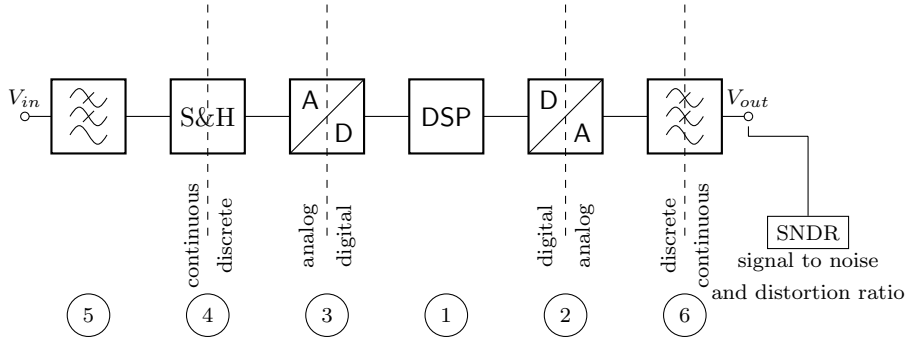 V_in
S&H
A
D
DSP
D
A
V_out
continuous
discrete
analog
digital
digital
analog
discrete
continuous
SNDR
signal to noise
and distortion ratio
5
4
3
1
2
6